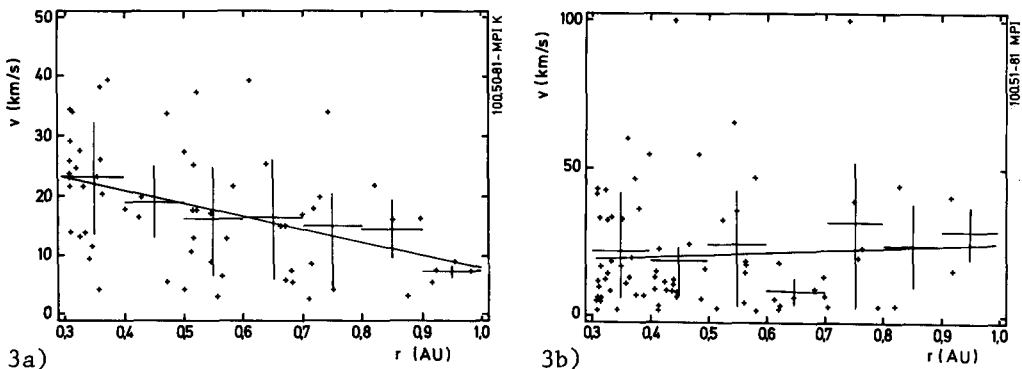 50
40
30
20
10
0
v (km/s)
0,3 0,4 0,5 0,6 0,7 0,8 0,9 1,0
r (AU)
100.50-81-MPI K
3a)
100
50
0
v (km/s)
0,3 0,4 0,5 0,6 0,7 0,8 0,9 1,0
r (AU)
100.51-81 MPI
3b)